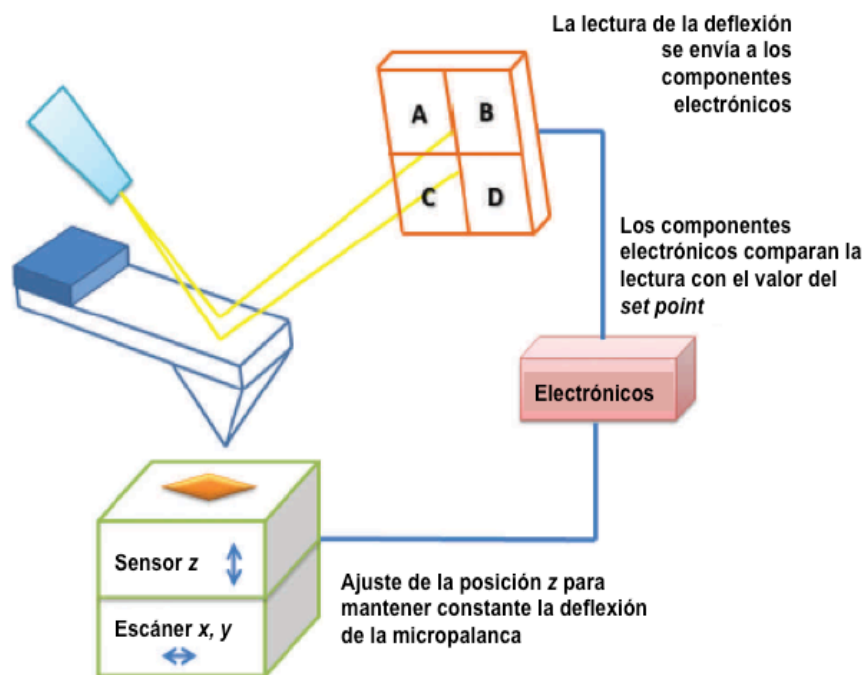 La lectura de la deflexión
se envía a los
componentes
electrónicos
A B
C D
Los componentes
electrónicos comparan la
lectura con el valor del
set point
Electrónicos
Sensor z
Escáner x, y
Ajuste de la posición z para
mantener constante la deflexión
de la micropalanca